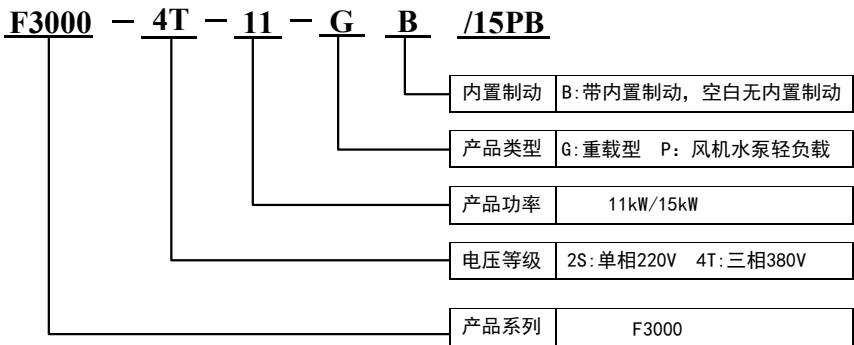 F3000 － 4T － 11 － G B /15PB
内置制动 B:带内置制动，空白无内置制动
产品类型 G:重载型 P：风机水泵轻负载
产品功率 11kW/15kW
电压等级 2S:单相220V 4T:三相380V
产品系列 F3000